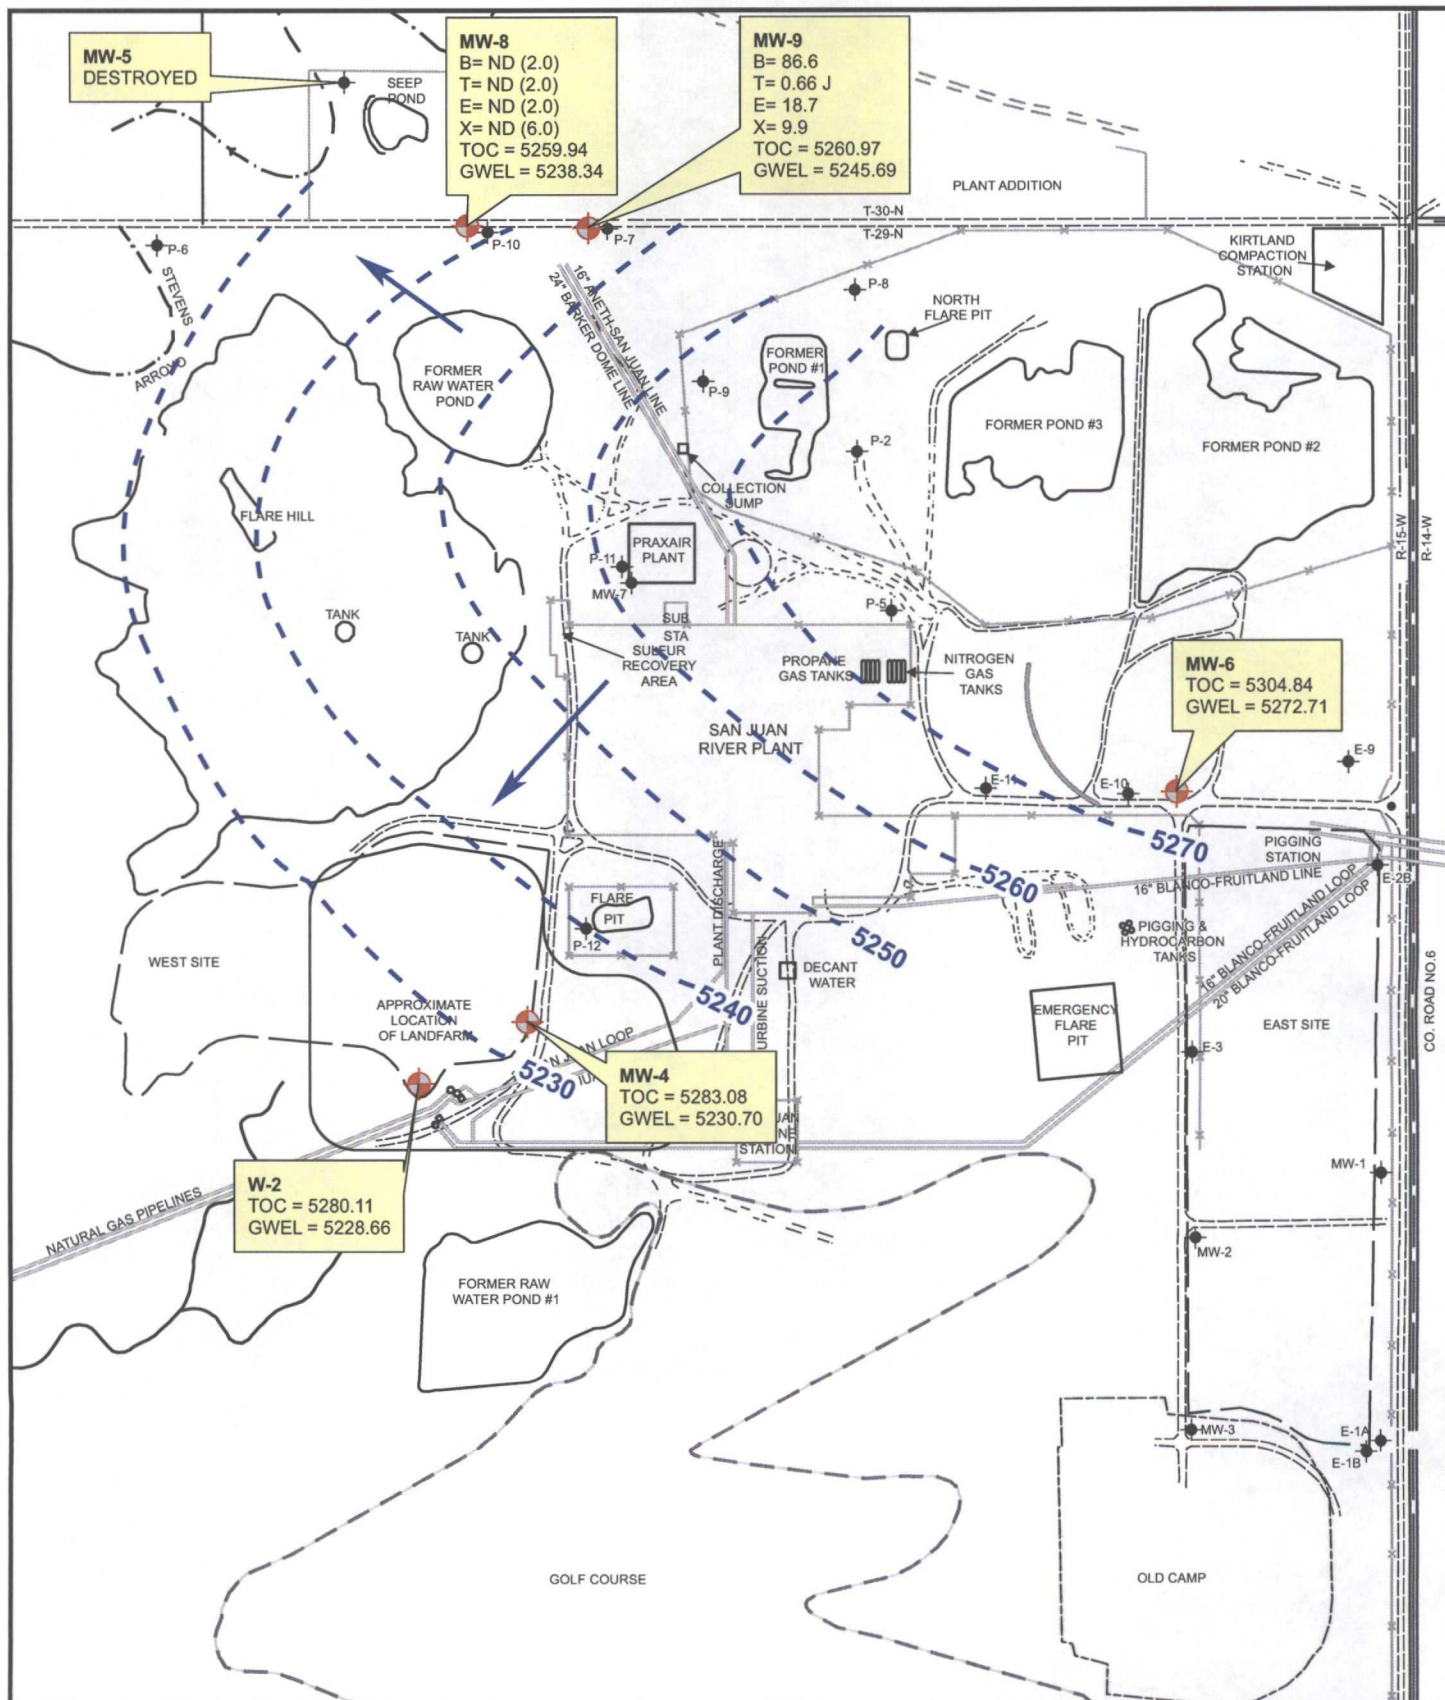 MW-5
DESTROYED
MW-8
B= ND (2.0)
T= ND (2.0)
E= ND (2.0)
X= ND (6.0)
TOC = 5259.94
GWEL = 5238.34
MW-9
B= 86.6
T= 0.66 J
E= 18.7
X= 9.9
TOC = 5260.97
GWEL = 5245.69
SEEP
POND
PLANT ADDITION
T-30-N
T-29-N
P-10
P-7
P-6
STEVENS
ARROYO
KIRTLAND
COMPACTION
STATION
P-8
NORTH
FLARE PIT
16" ANETH-SAN JUAN LINE
24" BARKER DOME LINE
FORMER
RAW WATER
POND
FORMER
POND #1
P-9
P-2
FORMER POND #3
FORMER POND #2
COLLECTION
SUMP
FLARE HILL
PRAXAIR
PLANT
P-11
MW-7
R-15-W
R-14-W
TANK
TANK
SUB
STA
SULFUR
RECOVERY
AREA
P-5
PROPANE
GAS TANKS
NITROGEN
GAS
TANKS
MW-6
TOC = 5304.84
GWEL = 5272.71
SAN JUAN
RIVER PLANT
E-9
E-11
E-10
5270
PIGGING
STATION
E-2B
16" BLANCO-FRUITLAND LINE
5260
16" BLANCO-FRUITLAND LOOP
20" BLANCO-FRUITLAND LOOP
FLARE
PIT
P-12
PLANT DISCHARGE
5250
PIGGING &
HYDROCARBON
TANKS
WEST SITE
DECANT
WATER
URBINE SUCTION
5240
APPROXIMATE
LOCATION
OF LANDFARM
EMERGENCY
FLARE
PIT
EAST SITE
CO. ROAD NO.6
E-3
N JUAN LOOP
5230
MW-4
TOC = 5283.08
GWEL = 5230.70
STATION
W-2
TOC = 5280.11
GWEL = 5228.66
MW-1
NATURAL GAS PIPELINES
MW-2
FORMER RAW
WATER POND #1
MW-3
E-1A
E-1B
GOLF COURSE
OLD CAMP